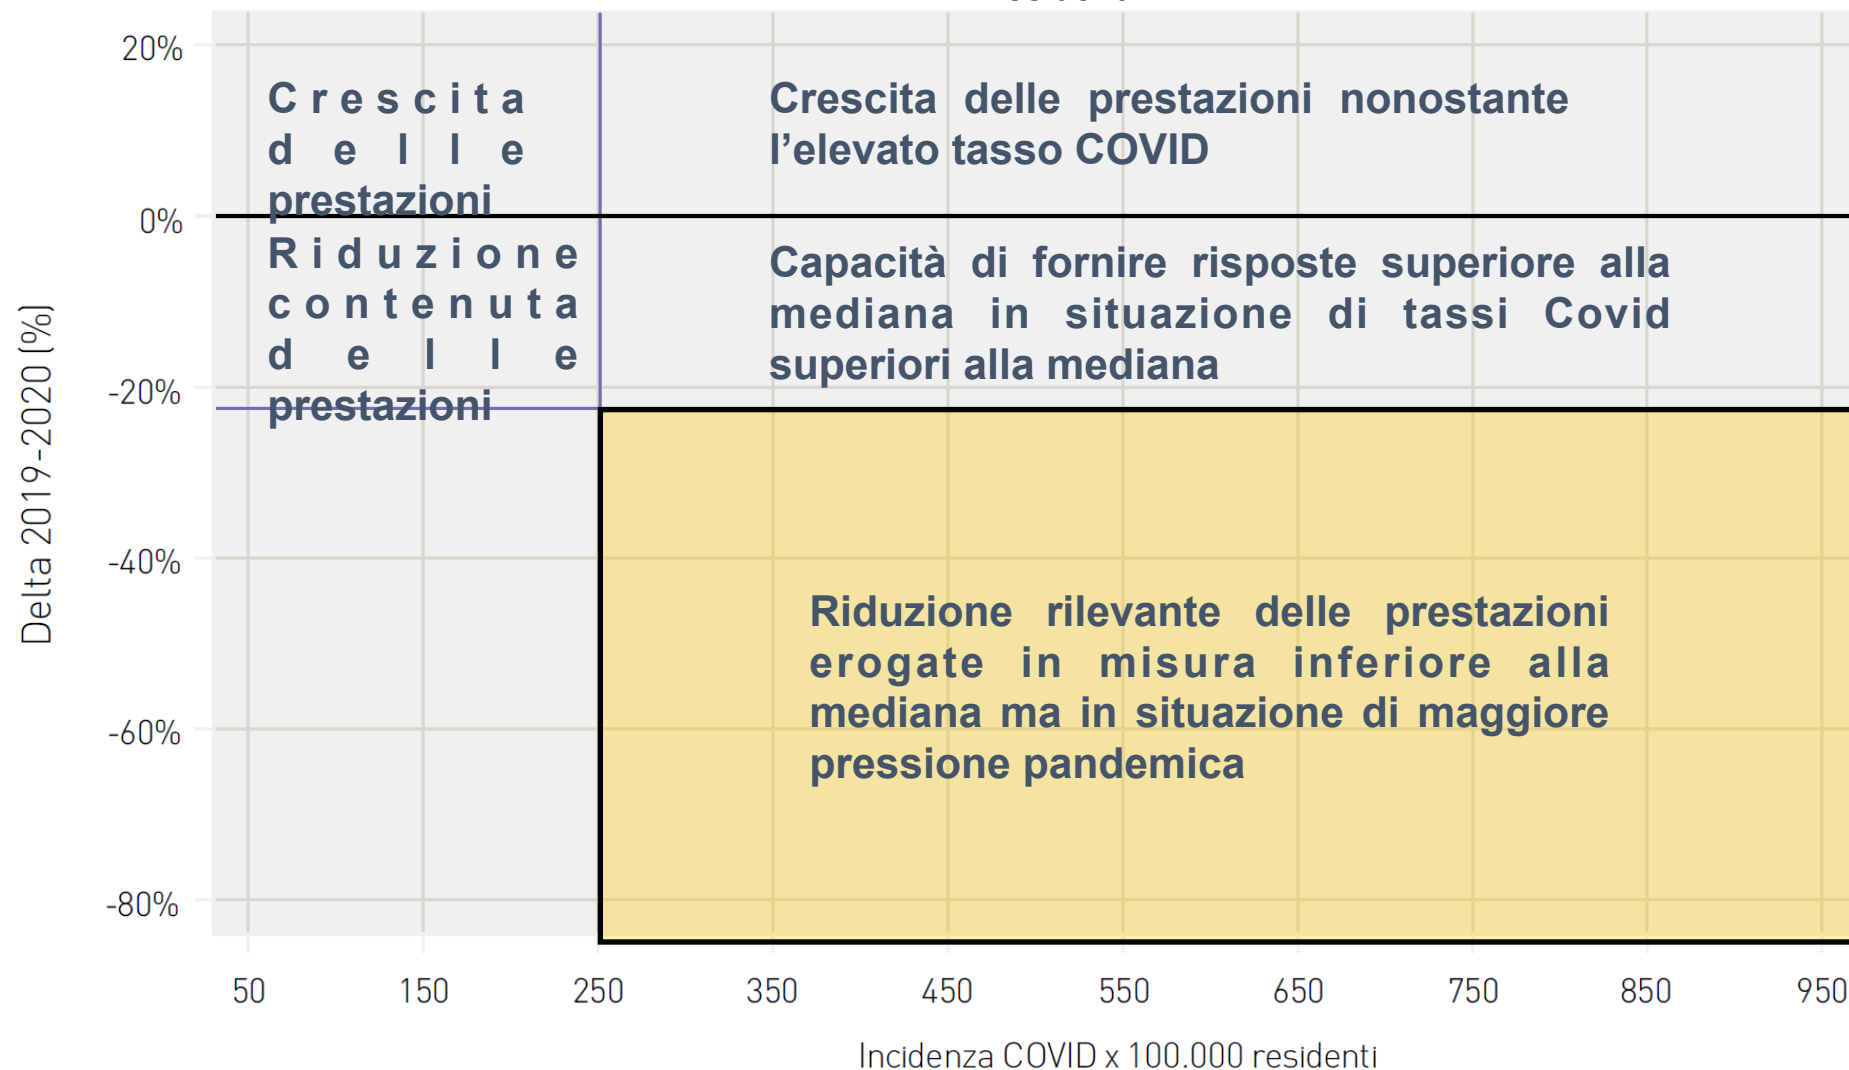 20%
0%
-20%
-40%
-60%
-80%
Delta 2019-2020 (%)
Crescita
delle
prestazioni
Crescita delle prestazioni nonostante
l'elevato tasso COVID
Riduzione
contenuta
delle
prestazioni
Capacità di fornire risposte superiore alla
mediana in situazione di tassi Covid
superiori alla mediana
Riduzione rilevante delle prestazioni
erogate in misura inferiore alla
mediana ma in situazione di maggiore
pressione pandemica
50 150 250 350 450 550 650 750 850 950
Incidenza COVID x 100.000 residenti